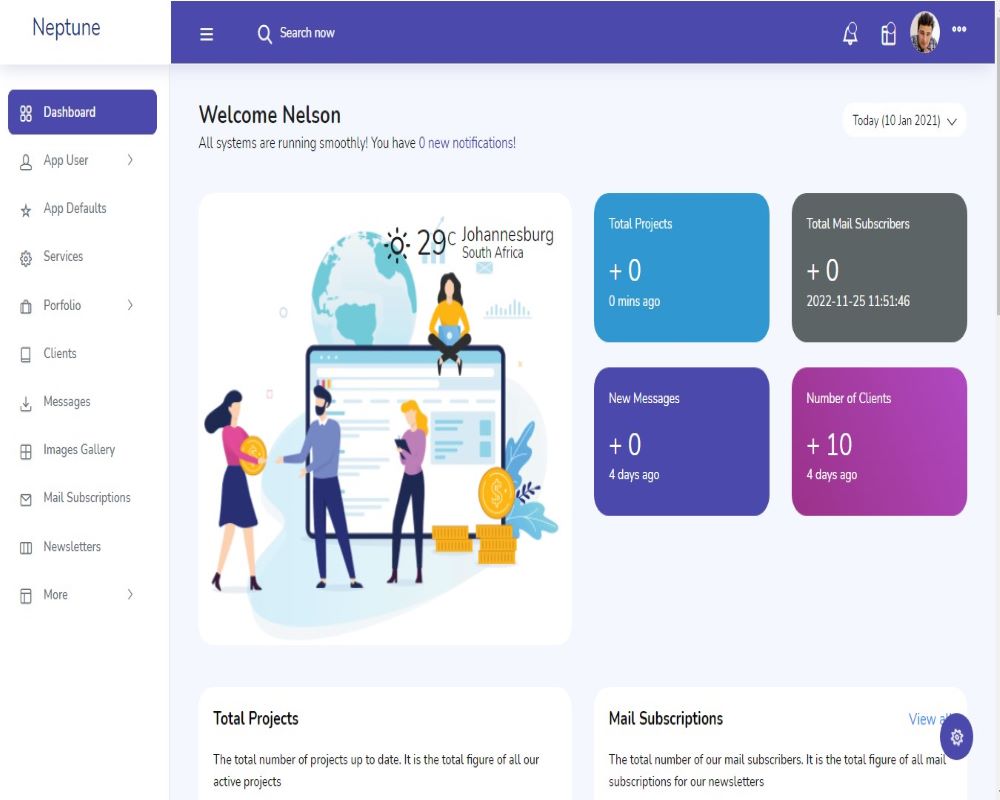 Neptune
Search now
Dashboard
App User
App Defaults
Services
Porfolio
Clients
Messages
Images Gallery
Mail Subscriptions
Newsletters
More
Welcome Nelson
All systems are running smoothly! You have 0 new notifications!
Today (10 Jan 2021)
29C Johannesburg
South Africa
Total Projects
+ 0
0 mins ago
Total Mail Subscribers
+ 0
2022-11-25 11:51:46
New Messages
+ 0
4 days ago
Number of Clients
+ 10
4 days ago
Total Projects
The total number of projects up to date. It is the total figure of all our
active projects
Mail Subscriptions
View all
The total number of our mail subscribers. It is the total figure of all mail
subscriptions for our newsletters